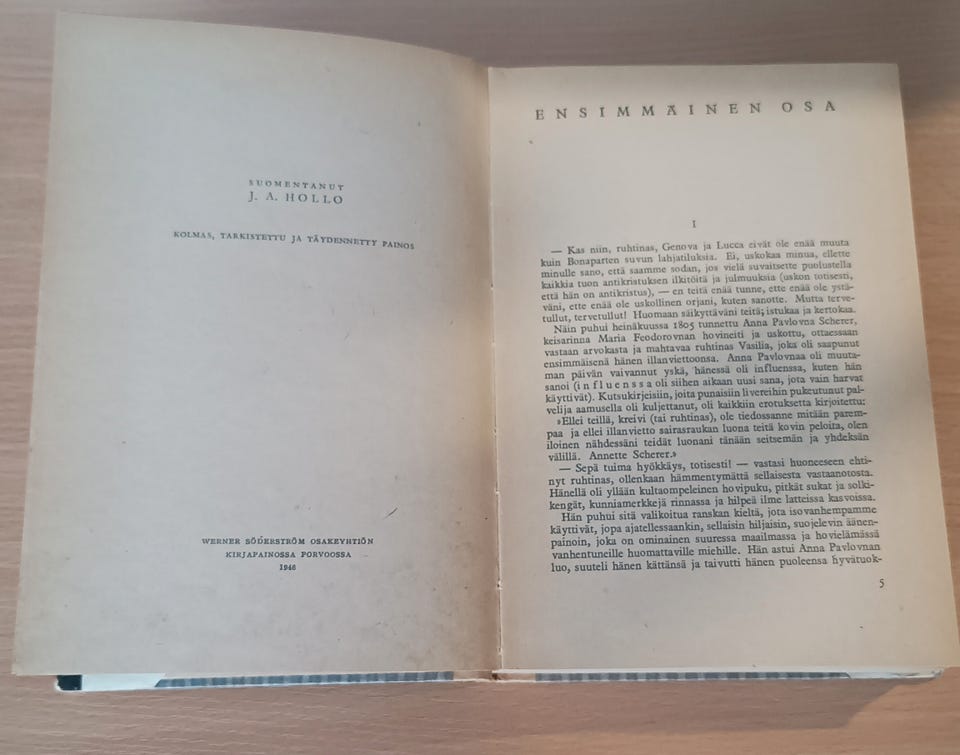 SUOMENTANUT
J. A. HOLLO
KOLMAS, TARKISTETTU JA TÄYDENNETTY PAINOS
WERNER SÖDERSTRÖM OSAKEYHTIÖN
KIRJAPAINOSSA PORVOOSSA
1946
ENSIMMÄINEN OSA
I
— Kas niin, ruhtinas, Genova ja Lucca eivät ole enää muuta
kuin Bonaparten suvun lahjatiluksia. Ei, uskokaa minua, ellette
minulle sano, että saamme sodan, jos vielä suvaitsette puolustella
kaikkia tuon antikristuksen ilkitöitä ja julmuuksia (uskon totisesti,
että hän on antikristus), — en teitä enää tunne, ette enää ole ystä-
väni, ette enää ole uskollinen orjani, kuten sanotte. Mutta terve-
tullut, tervetullut! Huomaan säikyttäväni teitä; istukaa ja kertokaa.
Näin puhui heinäkuussa 1805 tunnettu Anna Pavlovna Scherer,
keisarinna Maria Feodorovnan hovineiti ja uskottu, ottaessaan
vastaan arvokasta ja mahtavaa ruhtinas Vasilia, joka oli saapunut
ensimmäisenä hänen illanviettoonsa. Anna Pavlovnaa oli muuta-
man päivän vaivannut yskä, hänessä oli influenssa, kuten hän
sanoi (influenssa oli siihen aikaan uusi sana, jota vain harvat
käyttivät). Kutsukirjeisiin, joita punaisiin livereihin pukeutunut pal-
velija aamusella oli kuljettanut, oli kaikkiin erotuksetta kirjoitettu:
»Ellei teillä, kreivi (tai ruhtinas), ole tiedossanne mitään parem-
paa ja ellei illanvietto sairasraukan luona teitä kovin peloita, olen
iloinen nähdessäni teidät luonani tänään seitsemän ja yhdeksän
välillä. Annette Scherer.»
— Sepä tuima hyökkäys, totisesti! — vastasi huoneeseen ehti-
nyt ruhtinas, ollenkaan hämmentymättä sellaisesta vastaanotosta.
Hänellä oli yllään kultaompeleinen hovipuku, pitkät sukat ja solki-
kengät, kunniamerkkejä rinnassa ja hilpeä ilme latteissa kasvoissa.
Hän puhui sitä valikoitua ranskan kieltä, jota isovanhempamme
käyttivät, jopa ajatellessaankin, sellaisin hiljaisin, suojelevin äänen-
painoin, joka on ominainen suuressa maailmassa ja hovielämässä
vanhentuneille huomattaville miehille. Hän astui Anna Pavlovnan
luo, suuteli hänen kättänsä ja taivutti hänen puoleensa hyvätuok-
5